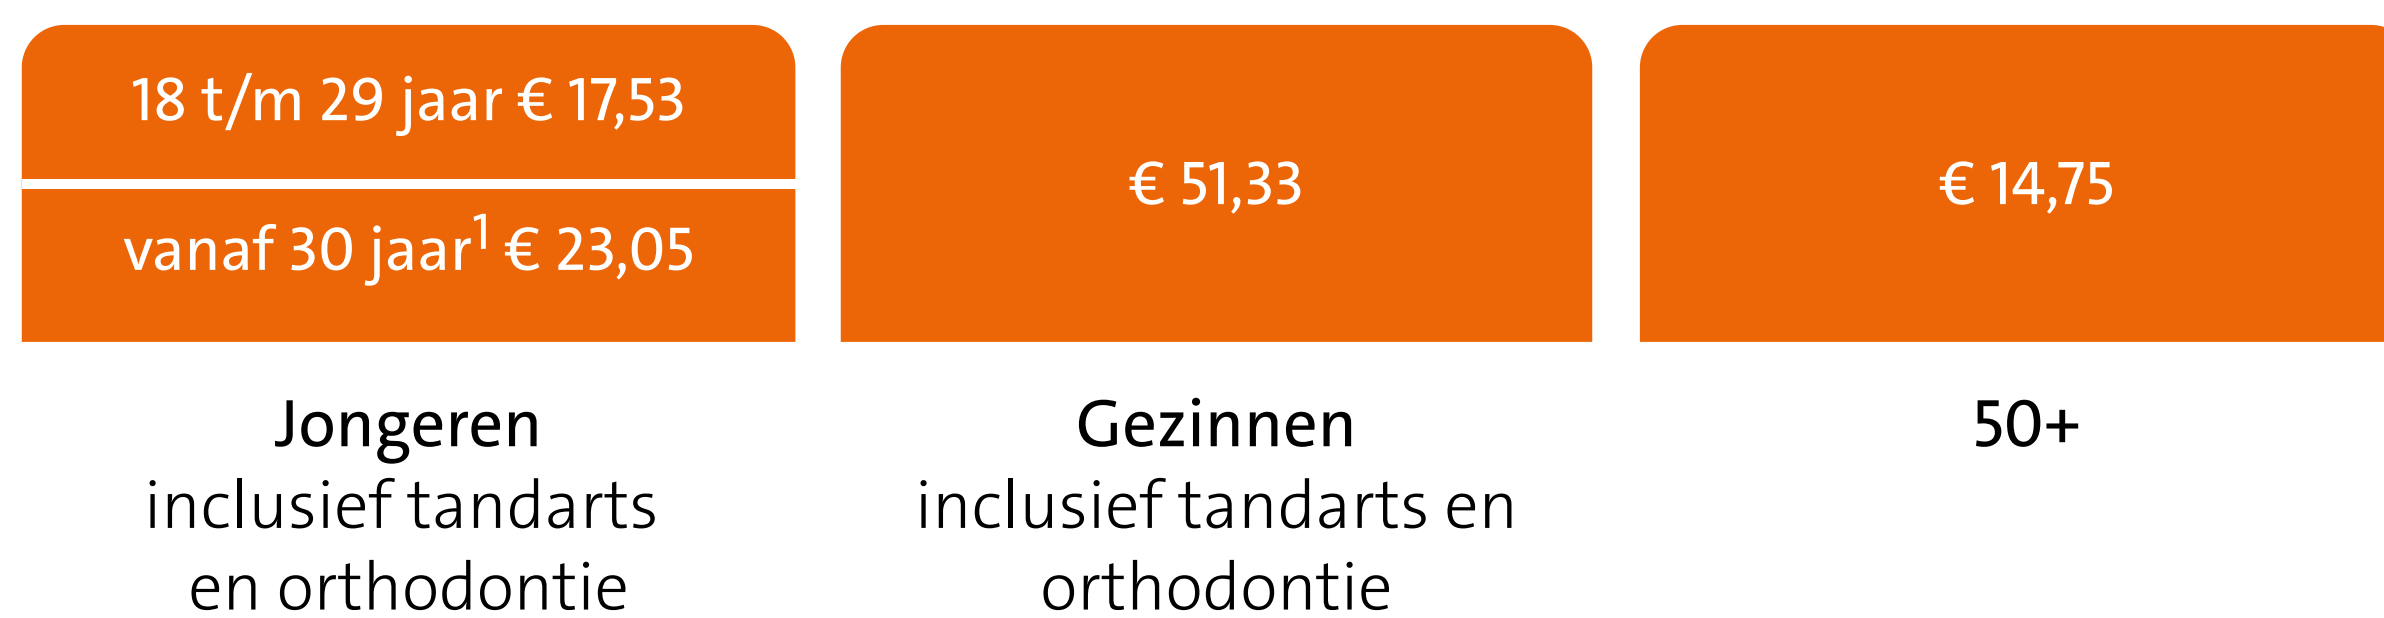 18 t/m 29 jaar € 17,53
vanaf 30 jaar¹ € 23,05
€ 51,33
€ 14,75
Jongeren
inclusief tandarts
en orthodontie
Gezinnen
inclusief tandarts en
orthodontie
50+